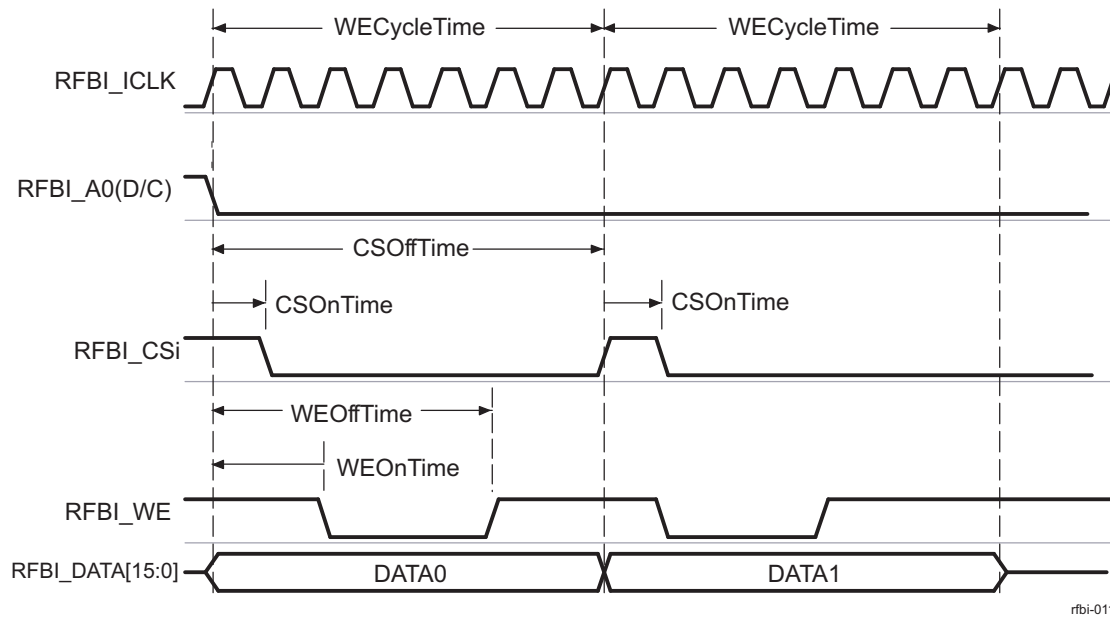 WECycleTime WECycleTime
RFBI_ICLK
RFBI_A0(D/C)
CSOffTime
CSOnTime CSOnTime
RFBI_CSi
WEOffTime
WEOnTime
RFBI_WE
RFBI_DATA[15:0] DATA0 DATA1